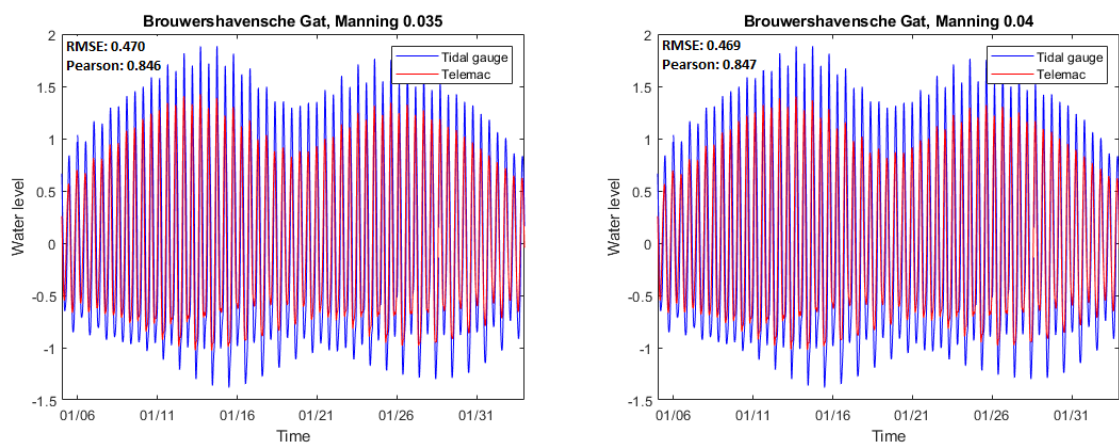 Brouwershavensche Gat, Manning 0.035
RMSE: 0.470
Pearson: 0.846
Tidal gauge
Telemac
2
1.5
1
0.5
0
-0.5
-1
-1.5
Water level
01/06 01/11 01/16 01/21 01/26 01/31
Time
Brouwershavensche Gat, Manning 0.04
RMSE: 0.469
Pearson: 0.847
Tidal gauge
Telemac
2
1.5
1
0.5
0
-0.5
-1
-1.5
Water level
01/06 01/11 01/16 01/21 01/26 01/31
Time